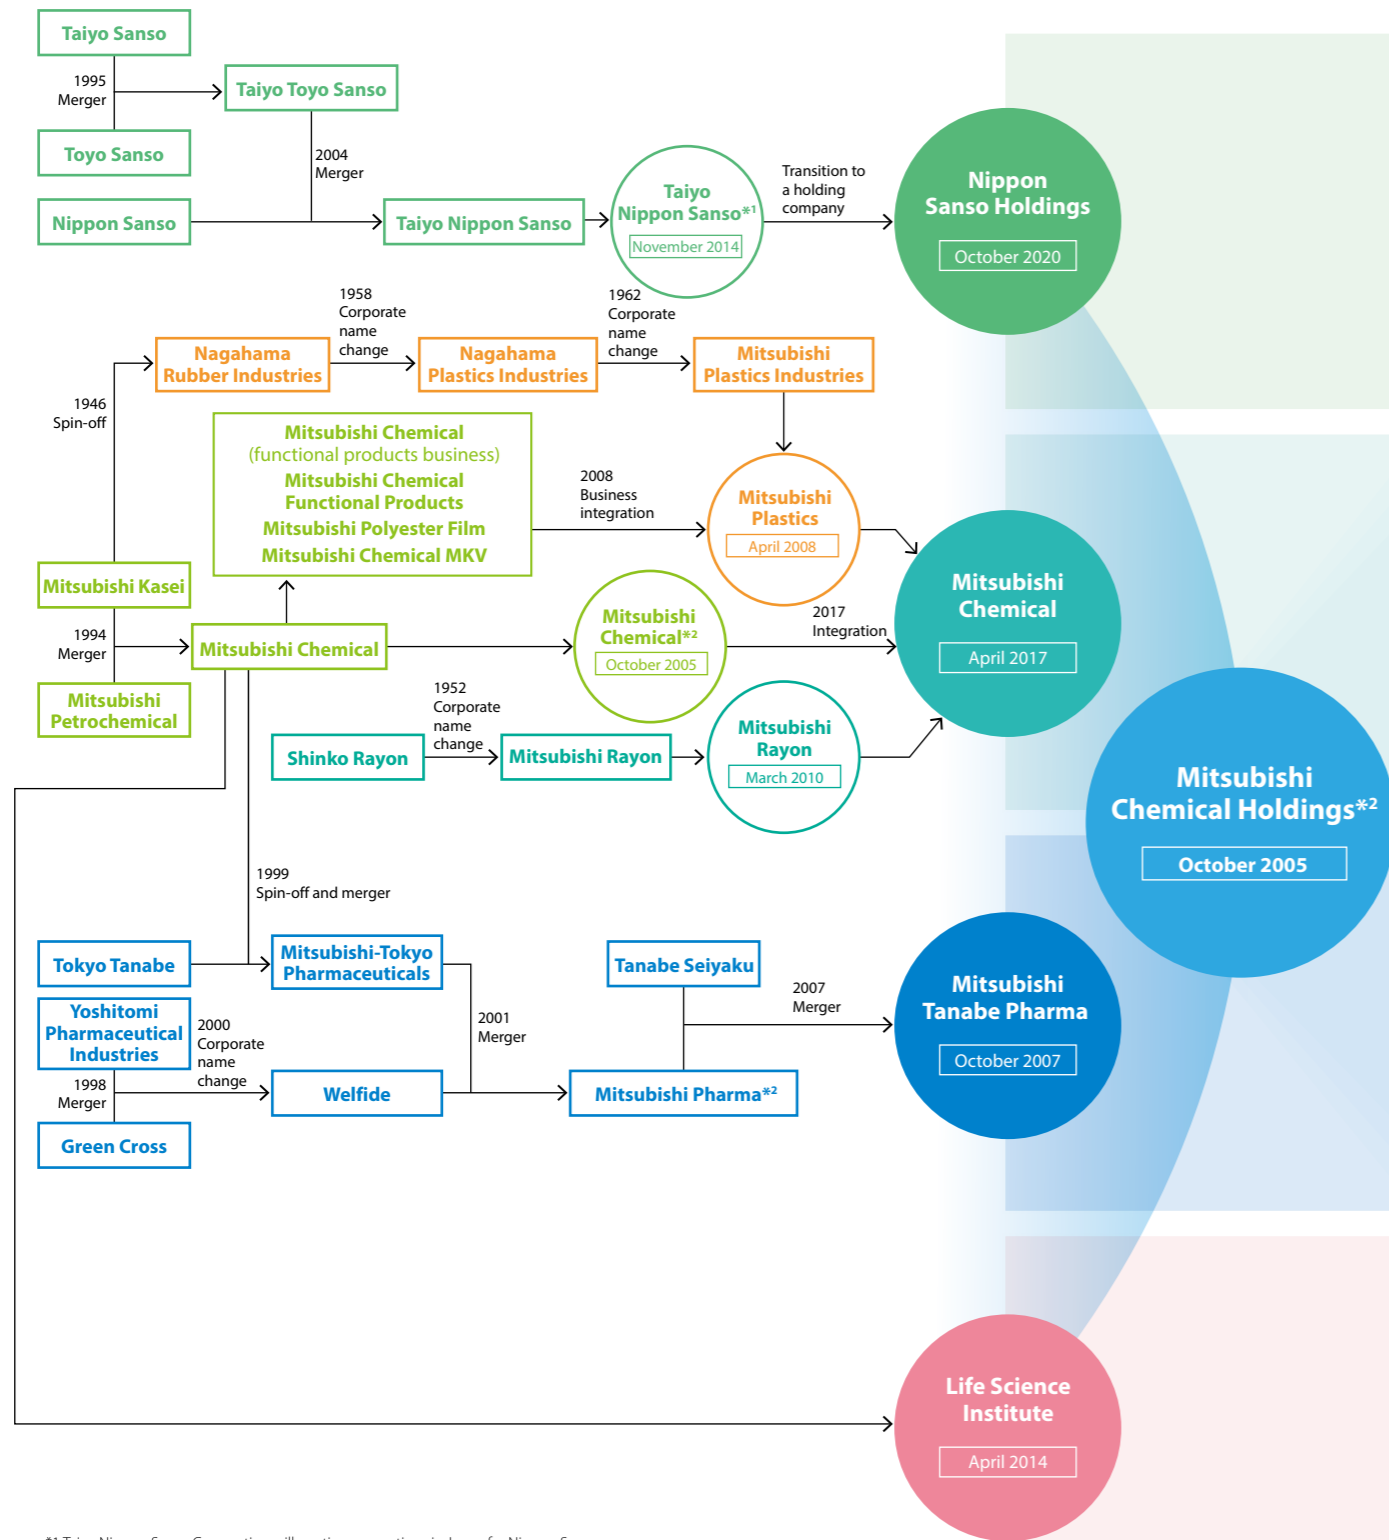 Taiyo Sanso
1995
Merger
Taiyo Toyo Sanso
Toyo Sanso
2004
Merger
Nippon Sanso
Taiyo Nippon Sanso
Taiyo
Nippon Sanso*1
November 2014
Transition to
a holding
company
Nippon
Sanso Holdings
October 2020
1946
Spin-off
Nagahama
Rubber Industries
1958
Corporate
name
change
Nagahama
Plastics Industries
1962
Corporate
name
change
Mitsubishi
Plastics Industries
Mitsubishi Chemical
(functional products business)
Mitsubishi Chemical
Functional Products
Mitsubishi Polyester Film
Mitsubishi Chemical MKV
2008
Business
integration
Mitsubishi
Plastics
April 2008
Mitsubishi Kasei
1994
Merger
Mitsubishi
Petrochemical
Mitsubishi Chemical
Mitsubishi
Chemical*2
October 2005
2017
Integration
Mitsubishi
Chemical
April 2017
Shinko Rayon
1952
Corporate
name
change
Mitsubishi Rayon
Mitsubishi
Rayon
March 2010
Mitsubishi
Chemical Holdings*2
October 2005
1999
Spin-off and merger
Tokyo Tanabe
Mitsubishi-Tokyo
Pharmaceuticals
Yoshitomi
Pharmaceutical
Industries
1998
Merger
Green Cross
2000
Corporate
name
change
Welfide
2001
Merger
Tanabe Seiyaku
Mitsubishi Pharma*2
2007
Merger
Mitsubishi
Tanabe Pharma
October 2007
Life Science
Institute
April 2014